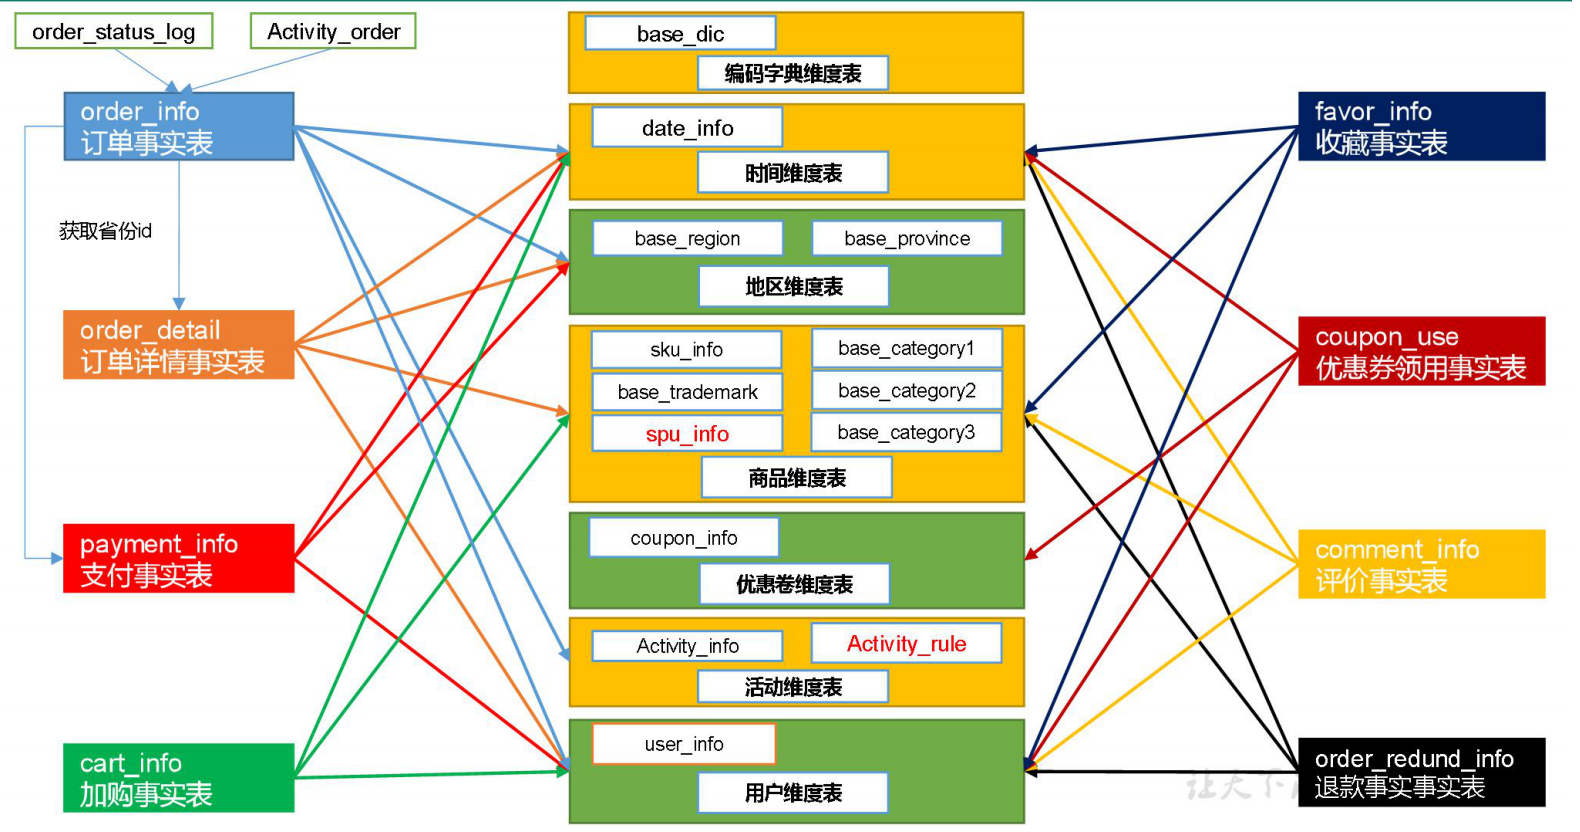 order_status_log
Activity_order
order_info
订单事实表
获取省份id
order_detail
订单详情事实表
payment_info
支付事实表
cart_info
加购事实表
base_dic
编码字典维度表
date_info
时间维度表
base_region
base_province
地区维度表
sku_info
base_category1
base_trademark
base_category2
spu_info
base_category3
商品维度表
coupon_info
优惠卷维度表
Activity_info
Activity_rule
活动维度表
user_info
用户维度表
favor_info
收藏事实表
coupon_use
优惠券领用事实表
comment_info
评价事实表
order_redund_info
退款事实事实表
让天下